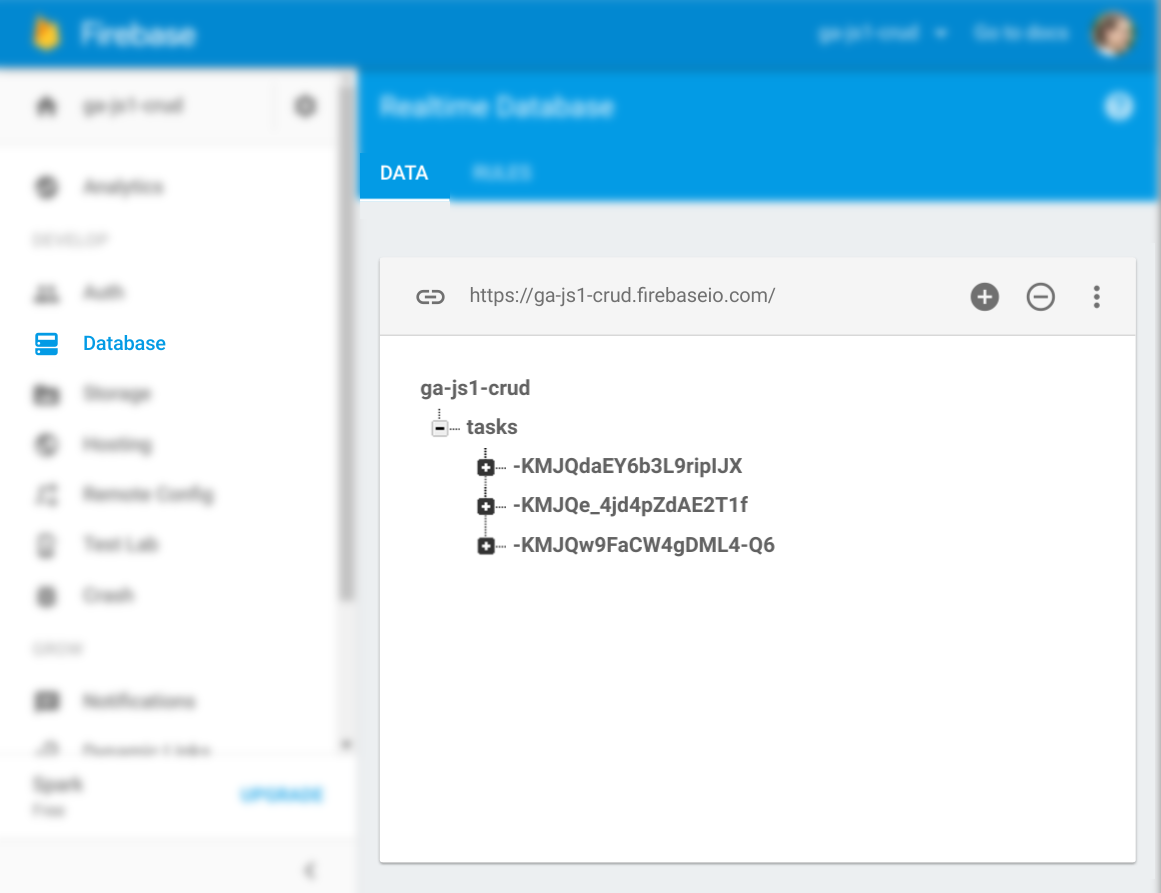 Firebase
ga-js1-crud
Go to docs
ga-js1-crud
Realtime Database
DATA
RULES
Analytics
DEVELOP
Auth
Database
Storage
Hosting
Remote Config
Test Lab
Crash
GROW
Notifications
Dynamic Links
Spark
Free
UPGRADE
https://ga-js1-crud.firebaseio.com/
ga-js1-crud
tasks
-KMJQdaEY6b3L9ripIJX
-KMJQe_4jd4pZdAE2T1f
-KMJQw9FaCW4gDML4-Q6